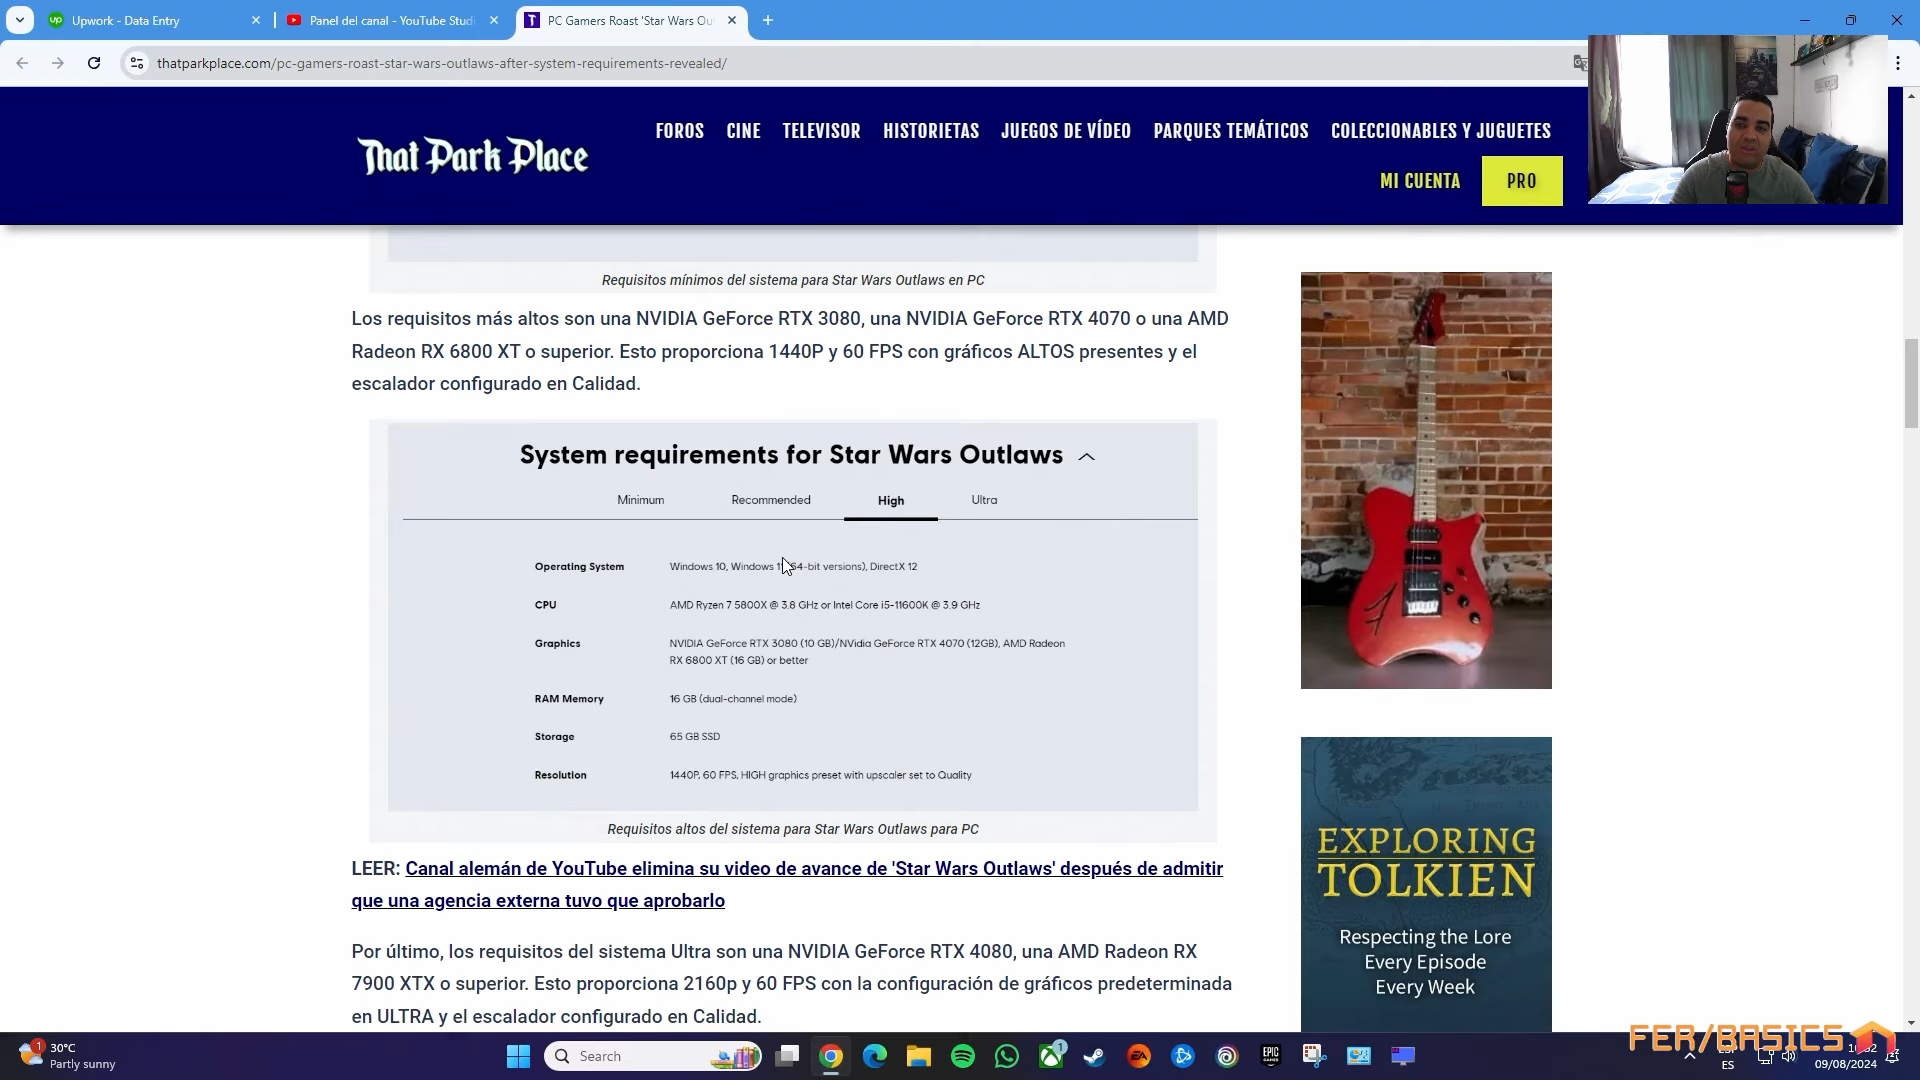 Upwork - Data Entry
Panel del canal - YouTube Studi
PC Gamers Roast 'Star Wars Ou
thatparkplace.com/pc-gamers-roast-star-wars-outlaws-after-system-requirements-revealed/
That Park Place
FOROS CINE TELEVISOR HISTORIETAS JUEGOS DE VÍDEO PARQUES TEMÁTICOS COLECCIONABLES Y JUGUETES
MI CUENTA PRO
Requisitos mínimos del sistema para Star Wars Outlaws en PC
Los requisitos más altos son una NVIDIA GeForce RTX 3080, una NVIDIA GeForce RTX 4070 o una AMD
Radeon RX 6800 XT o superior. Esto proporciona 1440P y 60 FPS con gráficos ALTOS presentes y el
escalador configurado en Calidad.
System requirements for Star Wars Outlaws
Minimum Recommended High Ultra
Operating System Windows 10, Windows 11 (64-bit versions), DirectX 12
CPU AMD Ryzen 7 5800X @ 3.8 GHz or Intel Core i5-11600K @ 3.9 GHz
Graphics NVIDIA GeForce RTX 3080 (10 GB)/NVidia GeForce RTX 4070 (12GB), AMD Radeon
RX 6800 XT (16 GB) or better
RAM Memory 16 GB (dual-channel mode)
Storage 65 GB SSD
Resolution 1440P, 60 FPS, HIGH graphics preset with upscaler set to Quality
Requisitos altos del sistema para Star Wars Outlaws para PC
LEER: Canal alemán de YouTube elimina su video de avance de 'Star Wars Outlaws' después de admitir
que una agencia externa tuvo que aprobarlo
Por último, los requisitos del sistema Ultra son una NVIDIA GeForce RTX 4080, una AMD Radeon RX
7900 XTX o superior. Esto proporciona 2160p y 60 FPS con la configuración de gráficos predeterminada
en ULTRA y el escalador configurado en Calidad.
EXPLORING
TOLKIEN
Respecting the Lore
Every Episode
Every Week
FER/BASICS
1
30°C
Partly sunny
Search
1
EA
EPIC
GAMES
ES
09/08/2024